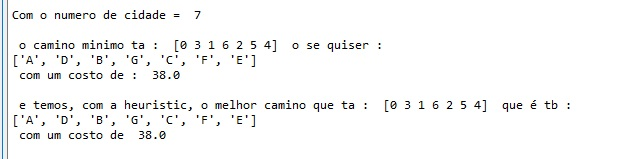 Com o numero de cidade =  7
o camino minimo ta :  [0 3 1 6 2 5 4]  o se quiser :
['A', 'D', 'B', 'G', 'C', 'F', 'E']
com um costo de :  38.0
e temos, com a heuristic, o melhor camino que ta :  [0 3 1 6 2 5 4]  que é tb :
['A', 'D', 'B', 'G', 'C', 'F', 'E']
com um costo de  38.0